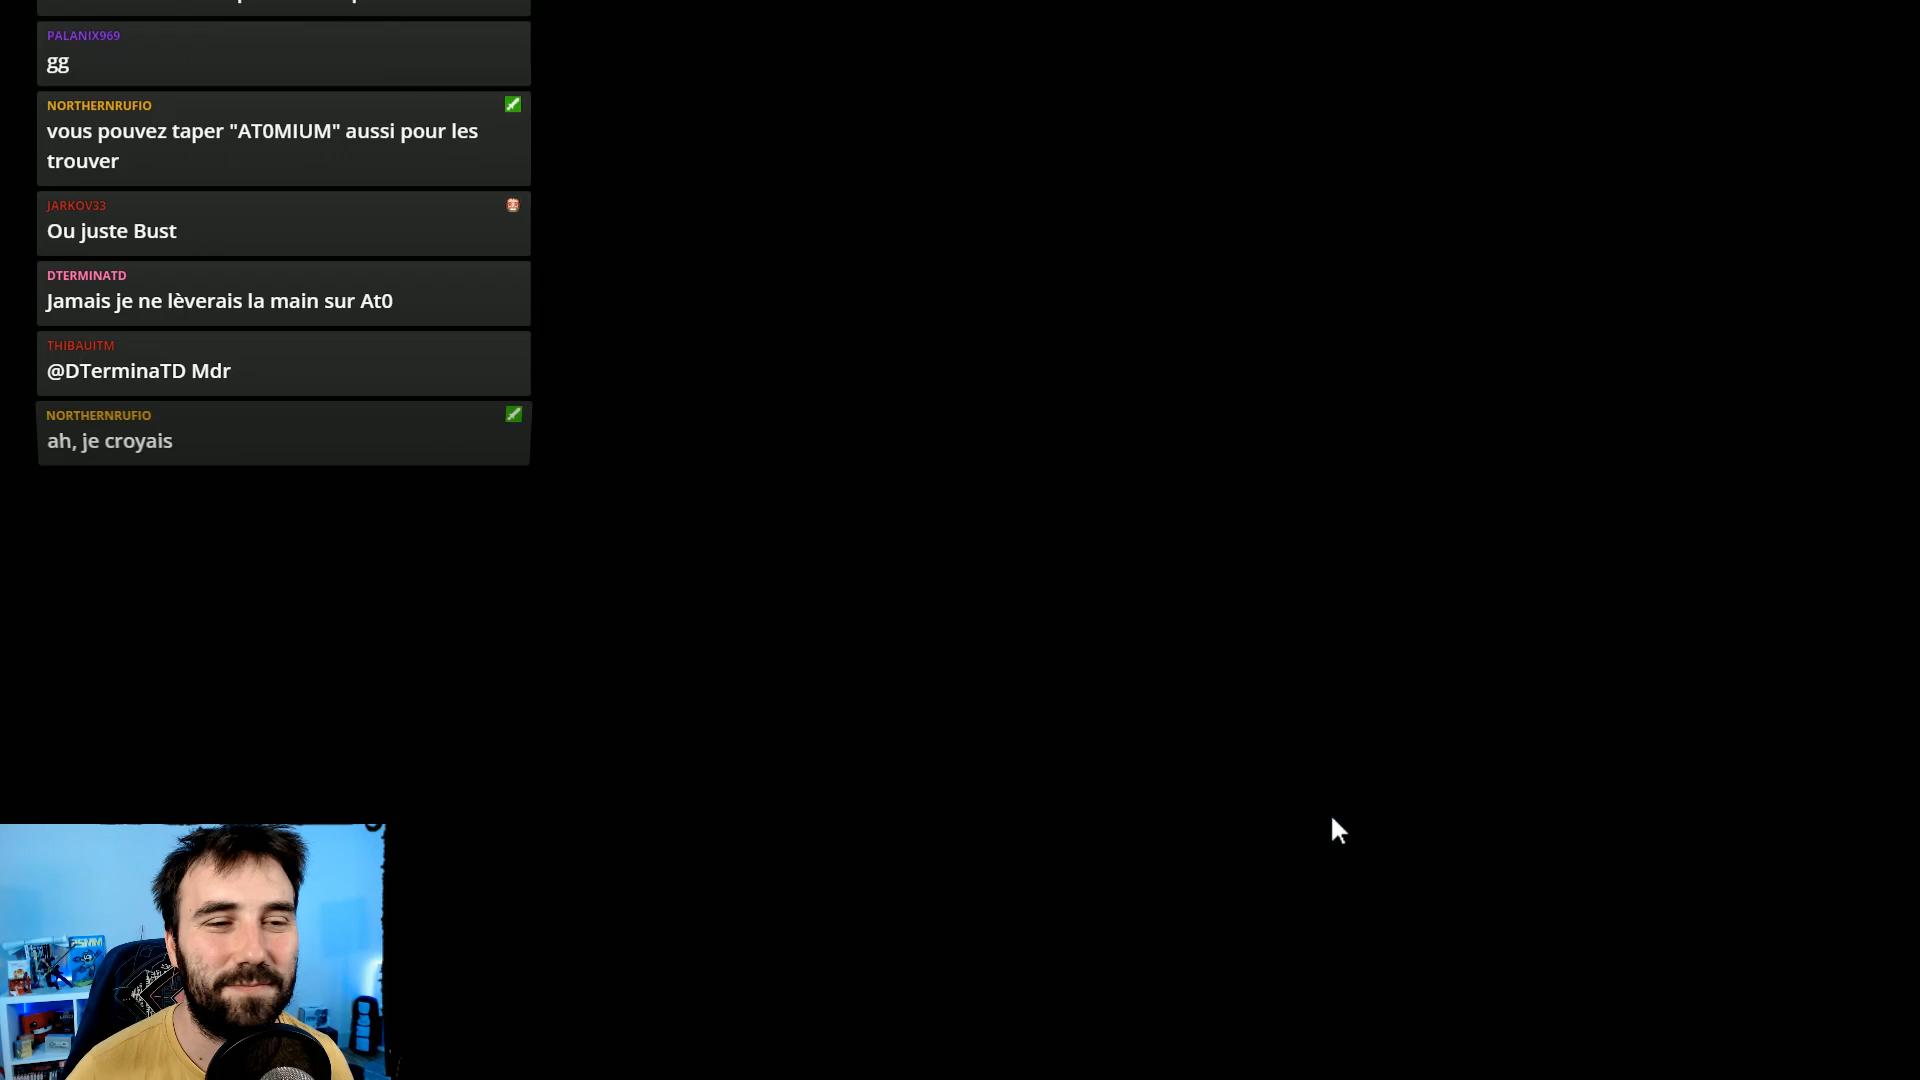 PALANIX969
gg
NORTHERNRUFIO
vous pouvez taper "AT0MIUM" aussi pour les
trouver
JARKOV33
Ou juste Bust
DTERMINATD
Jamais je ne lèverais la main sur At0
THIBAUITM
@DTerminaTD Mdr
NORTHERNRUFIO
ah, je croyais